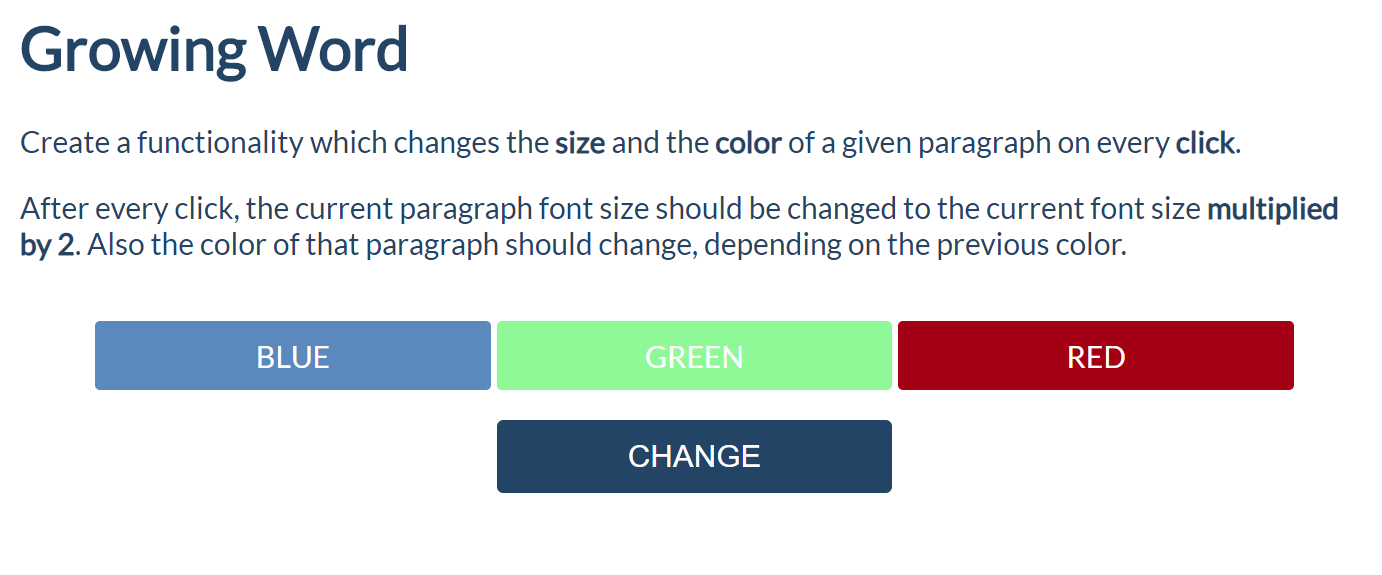 Growing Word
Create a functionality which changes the size and the color of a given paragraph on every click.
After every click, the current paragraph font size should be changed to the current font size multiplied
by 2. Also the color of that paragraph should change, depending on the previous color.
BLUE GREEN RED
CHANGE